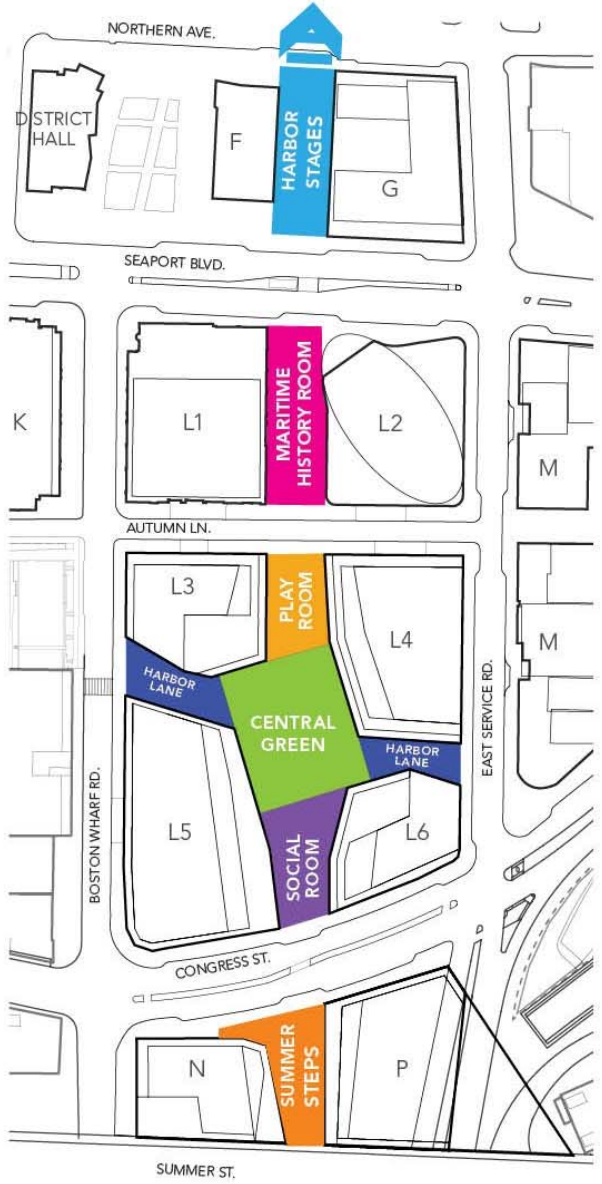 NORTHERN AVE.
DISTRICT
HALL
F
HARBOR
STAGES
G
SEAPORT BLVD.
K
L1
MARITIME
HISTORY ROOM
L2
M
AUTUMN LN.
L3
PLAY
ROOM
L4
M
HARBOR
LANE
CENTRAL
GREEN
HARBOR
LANE
EAST SERVICE RD.
BOSTON WHARF RD.
L5
SOCIAL
ROOM
L6
CONGRESS ST.
N
SUMMER
STEPS
P
SUMMER ST.